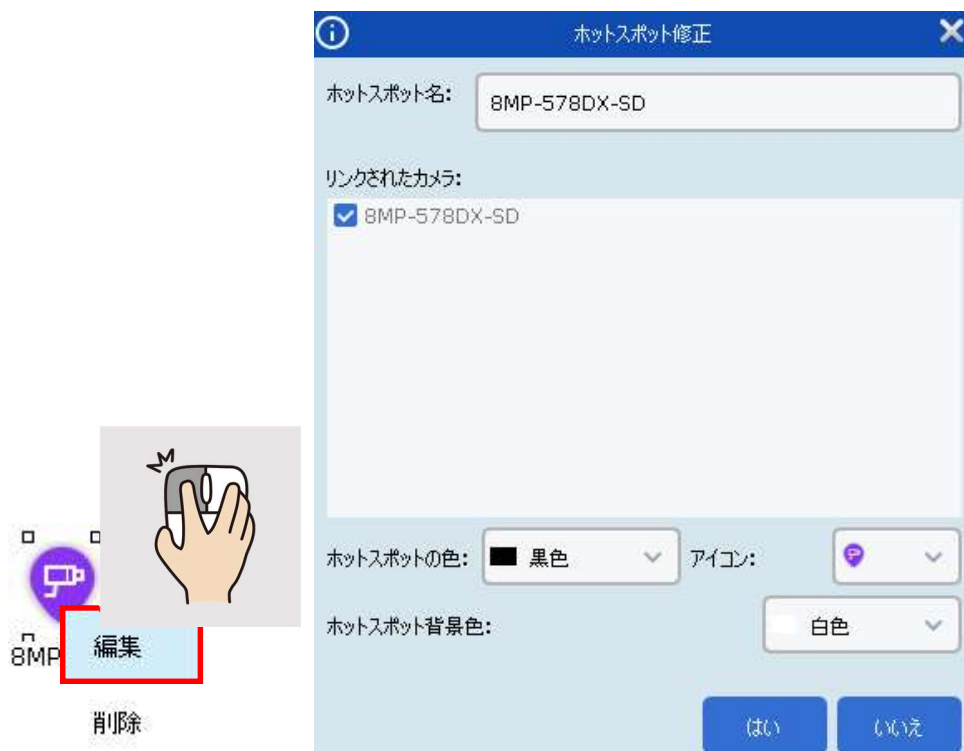 ホットスポット修正
ホットスポット名:
8MP-578DX-SD
リンクされたカメラ:
8MP-578DX-SD
ホットスポットの色:
黒色
アイコン:
ホットスポット背景色:
白色
はい
いいえ
8MP
編集
削除